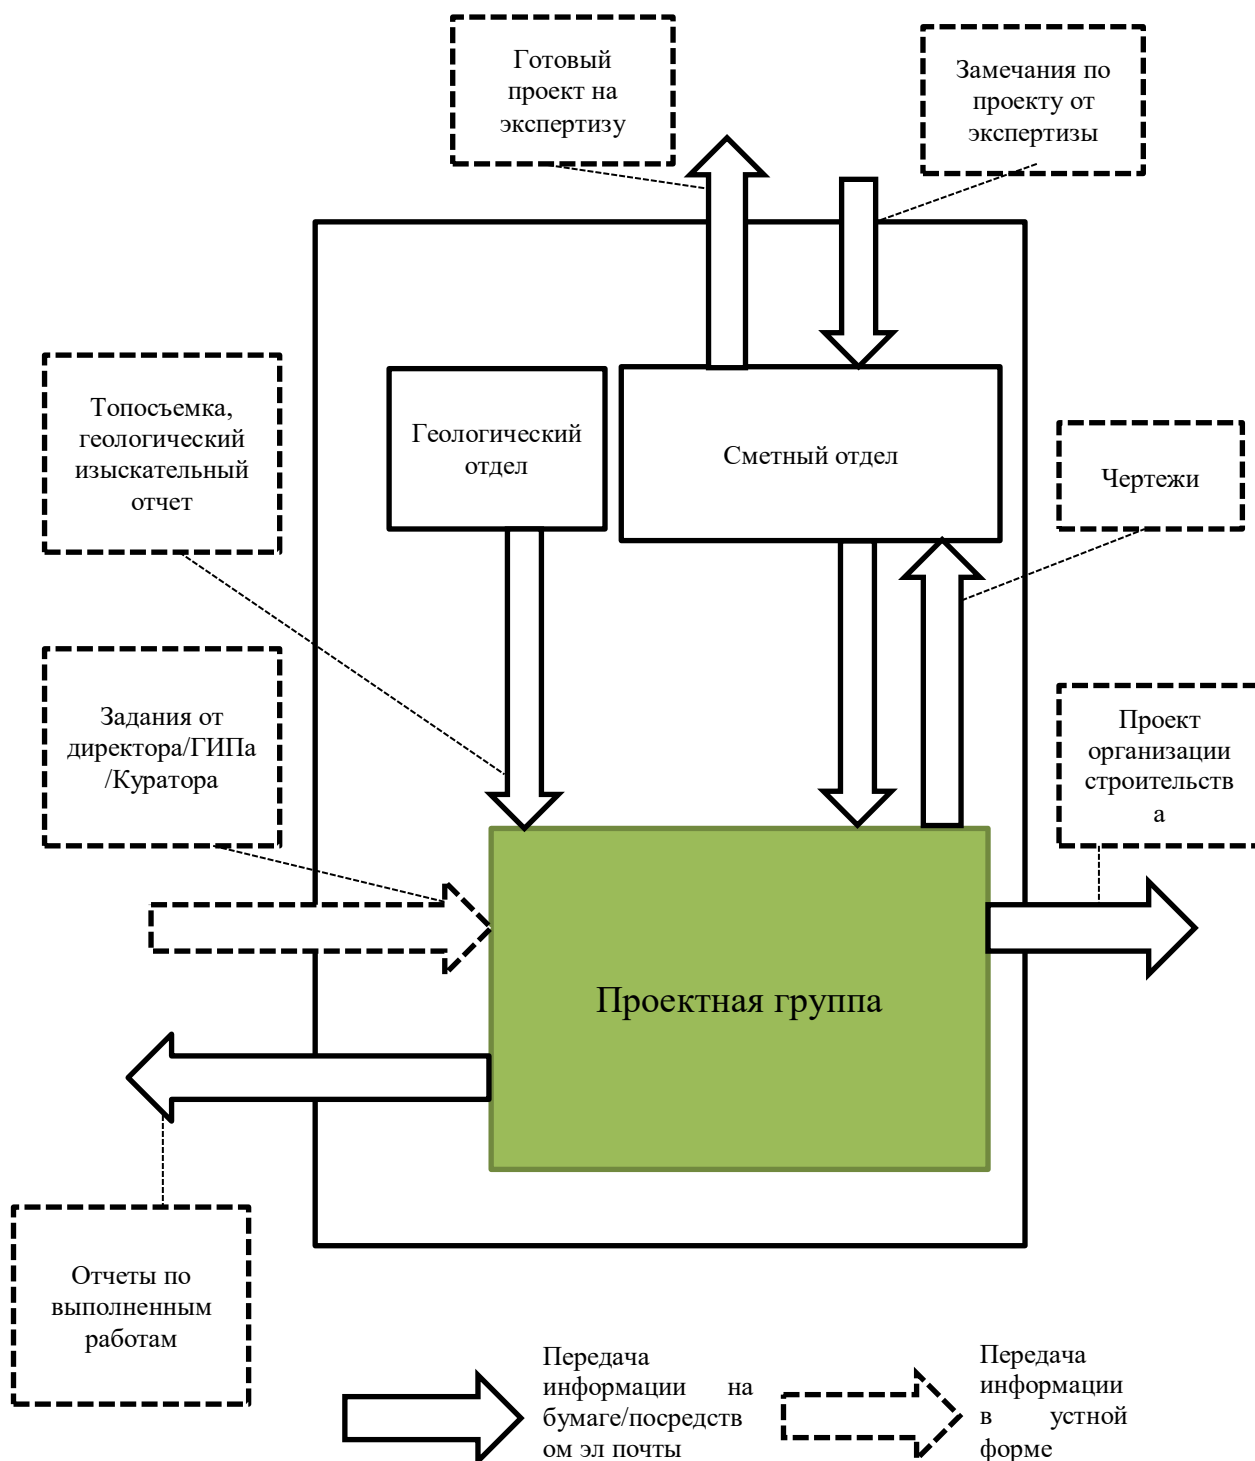 Готовый
проект на
экспертизу
Замечания по
проекту от
экспертизы
Топосъемка,
геологический
изыскательный
отчет
Геологический
отдел
Сметный отдел
Чертежи
Задания от
директора/ГИПа
/Куратора
Проект
организации
строительств
а
Проектная группа
Отчеты по
выполненным
работам
Передача
информации на
бумаге/посредств
ом эл почты
Передача
информации
в устной
форме